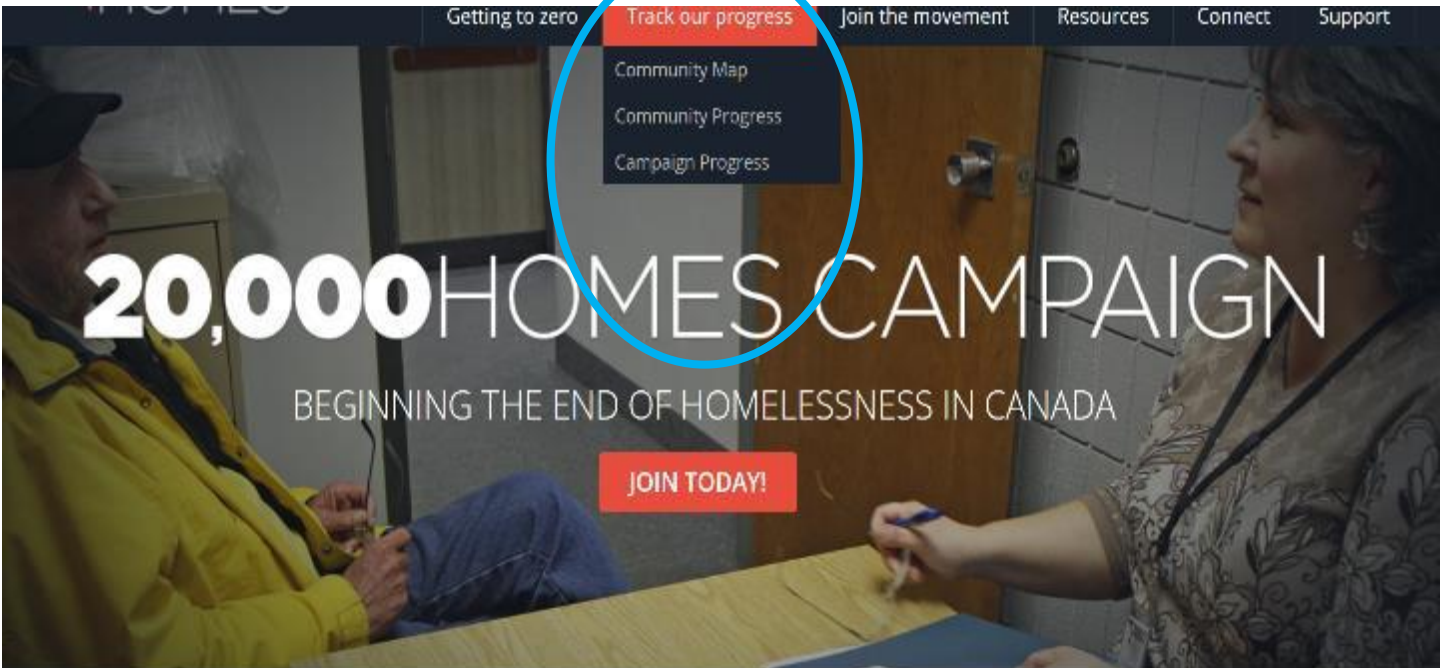 HOMES
Getting to zero Track our progress Join the movement Resources Connect Support
Community Map
Community Progress
Campaign Progress
20,000HOMES CAMPAIGN
BEGINNING THE END OF HOMELESSNESS IN CANADA
JOIN TODAY!